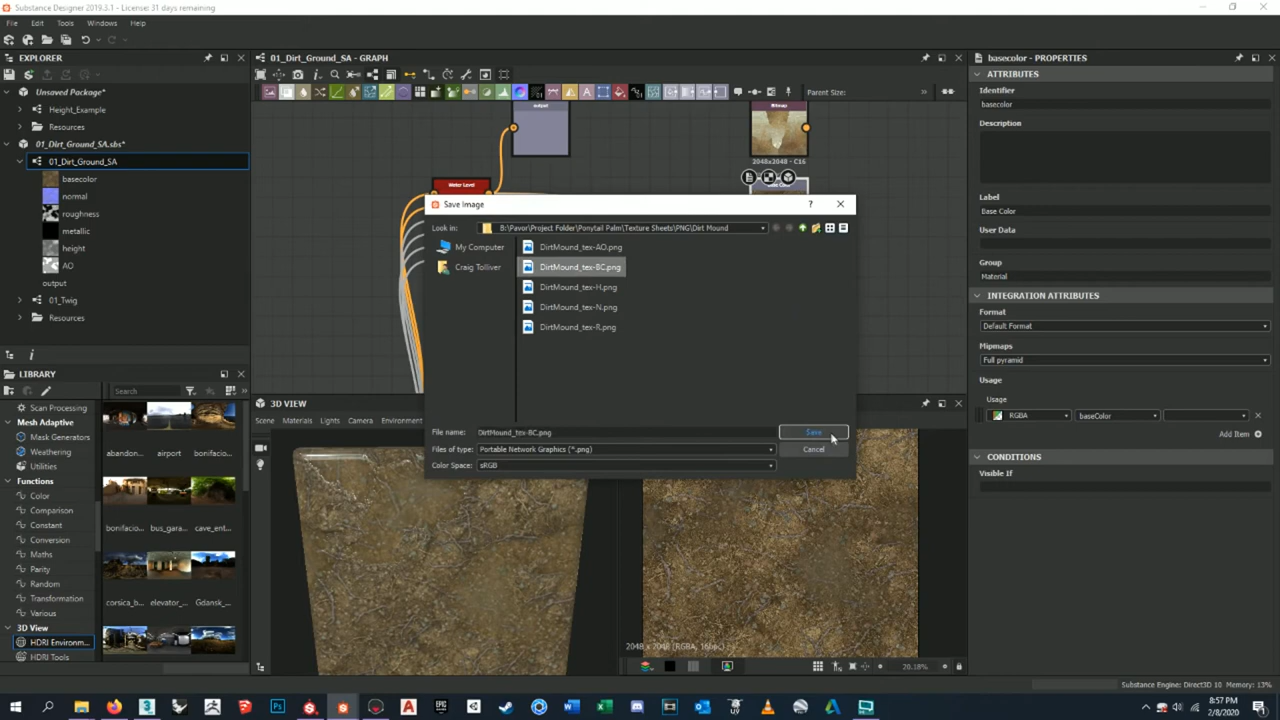 Substance Designer 2019.3.1 - License: 31 days remaining
File Edit Tools Windows Help
EXPLORER
Unsaved Package*
Height_Example
Resources
01_Dirt_Ground_SA.sbs*
01_Dirt_Ground_SA
basecolor
normal
roughness
metallic
height
AO
output
01_Twig
Resources
LIBRARY
Search
Scan Processing
Mesh Adaptive
Mask Generators
Weathering
Utilities
Functions
Color
Comparison
Constant
Conversion
Maths
Parity
Random
Transformation
Various
3D View
HDRI Environm...
HDRI Tools
abandon...
airport
bonifacio...
bonifaci...
bus_gara...
cave_ent...
corsica_b...
elevator_...
Gdansk_...
01_Dirt_Ground_SA - GRAPH
Parent Size:
output
Bitmap
2048x2048 - C16
Water Level
Save Image
?
Look in:
B:\Pavor\Project Folder\Ponytail Palm\Texture Sheets\PNG\Dirt Mound
My Computer
Craig Tolliver
DirtMound_tex-AO.png
DirtMound_tex-BC.png
DirtMound_tex-H.png
DirtMound_tex-N.png
DirtMound_tex-R.png
File name:
DirtMound_tex-BC.png
Save
Files of type:
Portable Network Graphics (*.png)
Cancel
Color Space:
sRGB
3D VIEW
Scene Materials Lights Camera Environment
2048 x 2048 (RGBA, 16bpc)
20.18%
basecolor - PROPERTIES
ATTRIBUTES
Identifier
basecolor
Description
Label
Base Color
User Data
Group
Material
INTEGRATION ATTRIBUTES
Format
Default Format
Mipmaps
Full pyramid
Usage
Usage
RGBA
baseColor
Add Item
CONDITIONS
Visible If
Substance Engine: Direct3D 10 Memory: 13%
8:57 PM
2/8/2020